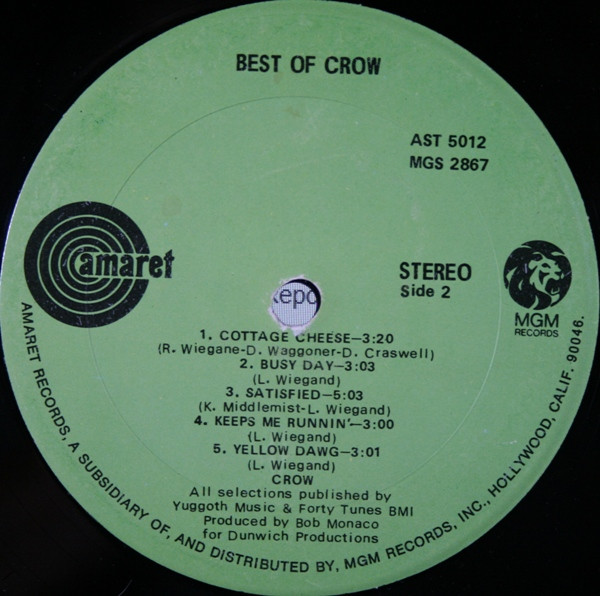 BEST OF CROW
AST 5012
MGS 2867
amaret
STEREO
Side 2
MGM
RECORDS
1. COTTAGE CHEESE—3:20
(R. Wiegane-D. Waggoner-D. Craswell)
2. BUSY DAY—3:03
(L. Wiegand)
3. SATISFIED—5:03
(K. Middlemist-L. Wiegand)
4. KEEPS ME RUNNIN'—3:00
(L. Wiegand)
5. YELLOW DAWG—3:01
(L. Wiegand)
CROW
All selections published by
Yuggoth Music & Forty Tunes BMI
Produced by Bob Monaco
for Dunwich Productions
AMARET RECORDS, A SUBSIDIARY OF, AND DISTRIBUTED BY, MGM RECORDS, INC., HOLLYWOOD, CALIF. 90046.